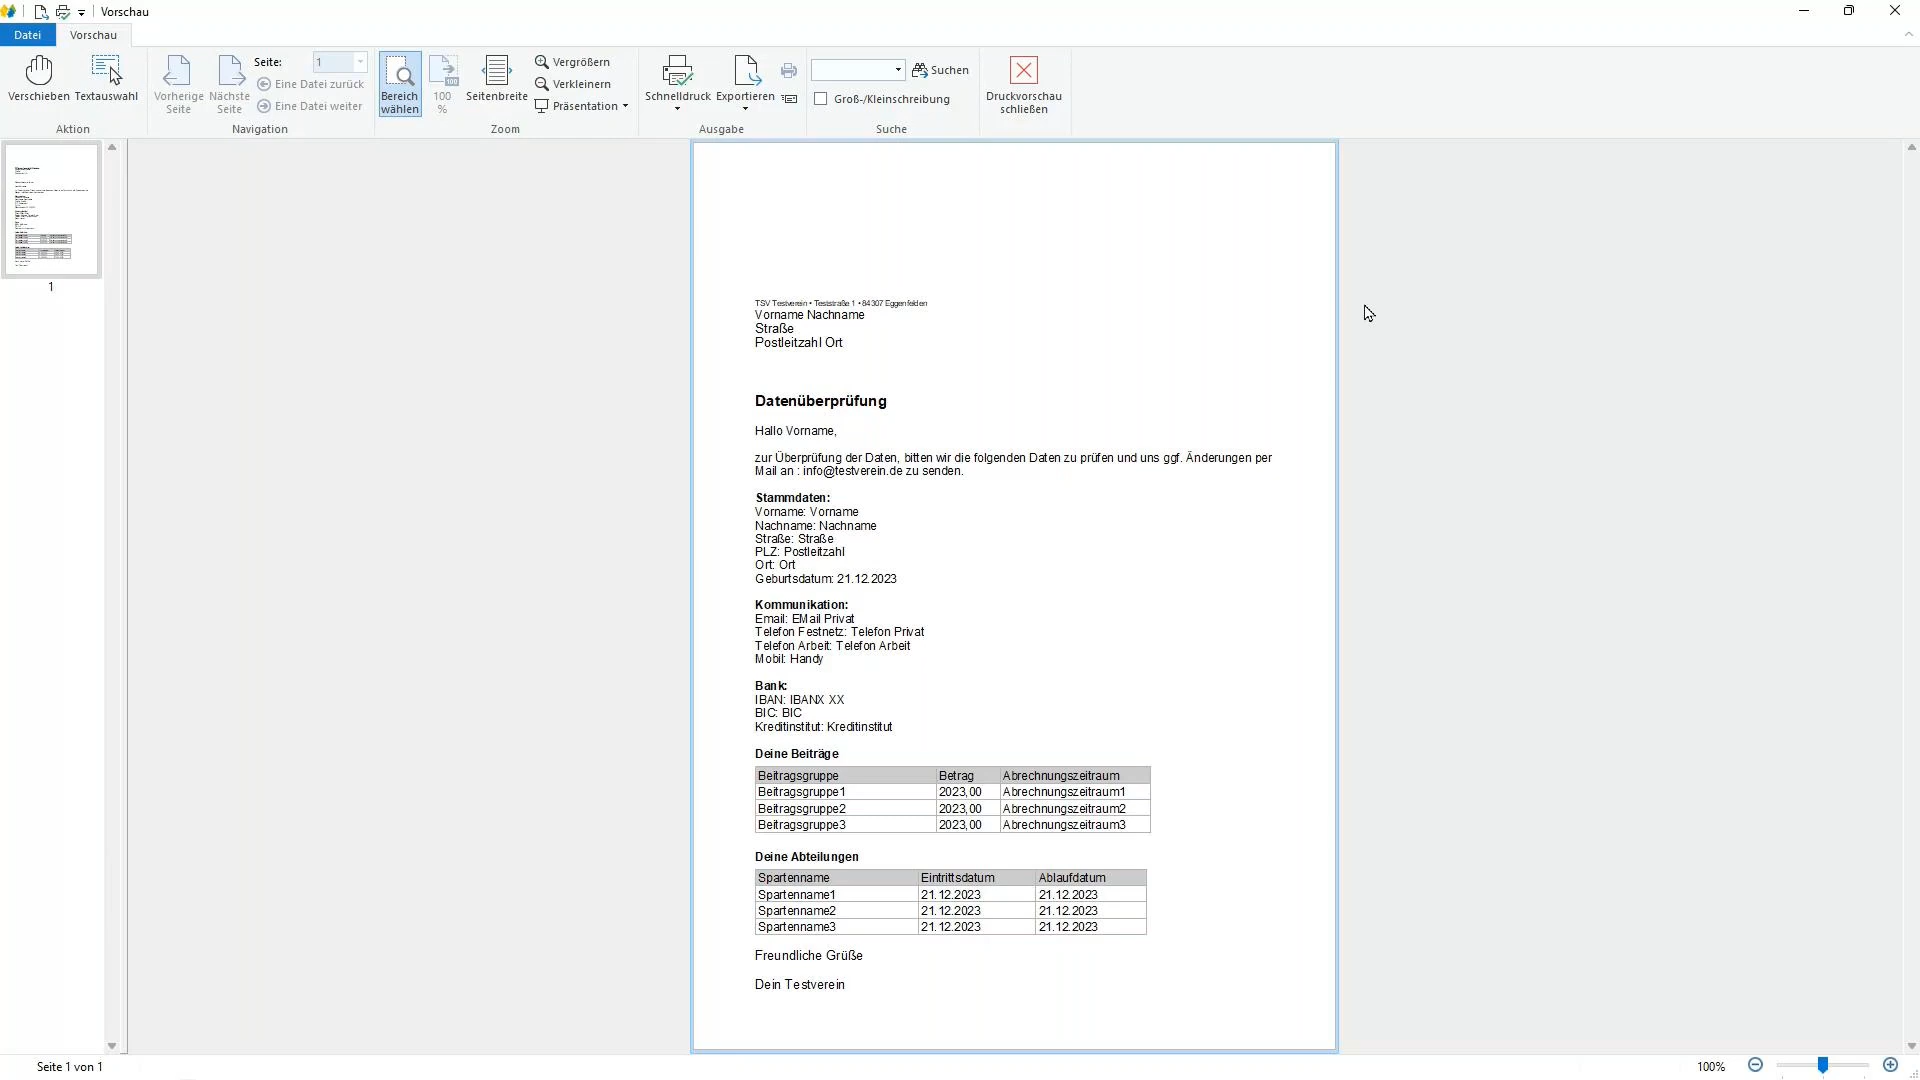 Vorschau
Datei
Vorschau
Verschieben
Textauswahl
Aktion
Vorherige Seite
Nächste Seite
Seite: 1
Eine Datei zurück
Eine Datei weiter
Navigation
Bereich wählen
100 %
Seitenbreite
Vergrößern
Verkleinern
Präsentation
Zoom
Schnelldruck
Exportieren
Ausgabe
Suchen
Groß-/Kleinschreibung
Suche
Druckvorschau schließen
1
TSV Testverein • Teststraße 1 • 84307 Eggenfelden
Vorname Nachname
Straße
Postleitzahl Ort
Datenüberprüfung
Hallo Vorname,
zur Überprüfung der Daten, bitten wir die folgenden Daten zu prüfen und uns ggf. Änderungen per
Mail an : info@testverein.de zu senden.
Stammdaten:
Vorname: Vorname
Nachname: Nachname
Straße: Straße
PLZ: Postleitzahl
Ort: Ort
Geburtsdatum: 21.12.2023
Kommunikation:
Email: EMail Privat
Telefon Festnetz: Telefon Privat
Telefon Arbeit: Telefon Arbeit
Mobil: Handy
Bank:
IBAN: IBANX XX
BIC: BIC
Kreditinstitut: Kreditinstitut
Deine Beiträge
Beitragsgruppe Betrag Abrechnungszeitraum
Beitragsgruppe1 2023,00 Abrechnungszeitraum1
Beitragsgruppe2 2023,00 Abrechnungszeitraum2
Beitragsgruppe3 2023,00 Abrechnungszeitraum3
Deine Abteilungen
Spartenname Eintrittsdatum Ablaufdatum
Spartenname1 21.12.2023 21.12.2023
Spartenname2 21.12.2023 21.12.2023
Spartenname3 21.12.2023 21.12.2023
Freundliche Grüße
Dein Testverein
Seite 1 von 1
100%